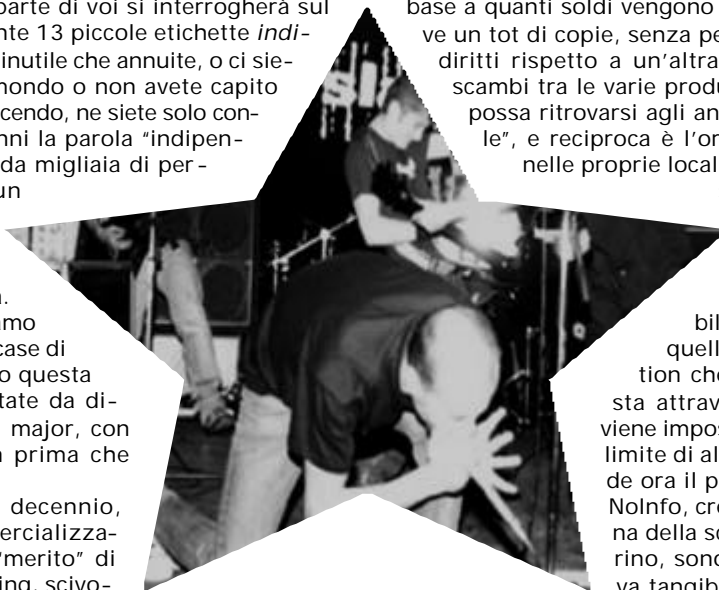 parte di voi si interrogherà sul
nte 13 piccole etichette indi-
inutile che annuite, o ci sie-
mondo o non avete capito
cendo, ne siete solo con-
nni la parola "indipen-
da migliaia di per-
un
.
amo
case di
o questa
tate da di-
major, con
prima che
decennio,
ercializza-
"merito" di
ing, scivo-
base a quanti soldi vengono
ve un tot di copie, senza pe
diritti rispetto a un'altra
scambi tra le varie produ
possa ritrovarsi agli an
le", e reciproca è l'or
nelle proprie local
bil
quell
tion che
sta attrav
viene impos
limite di al
de ora il p
NoInfo, cre
na della sc
rino, sono
va tangib